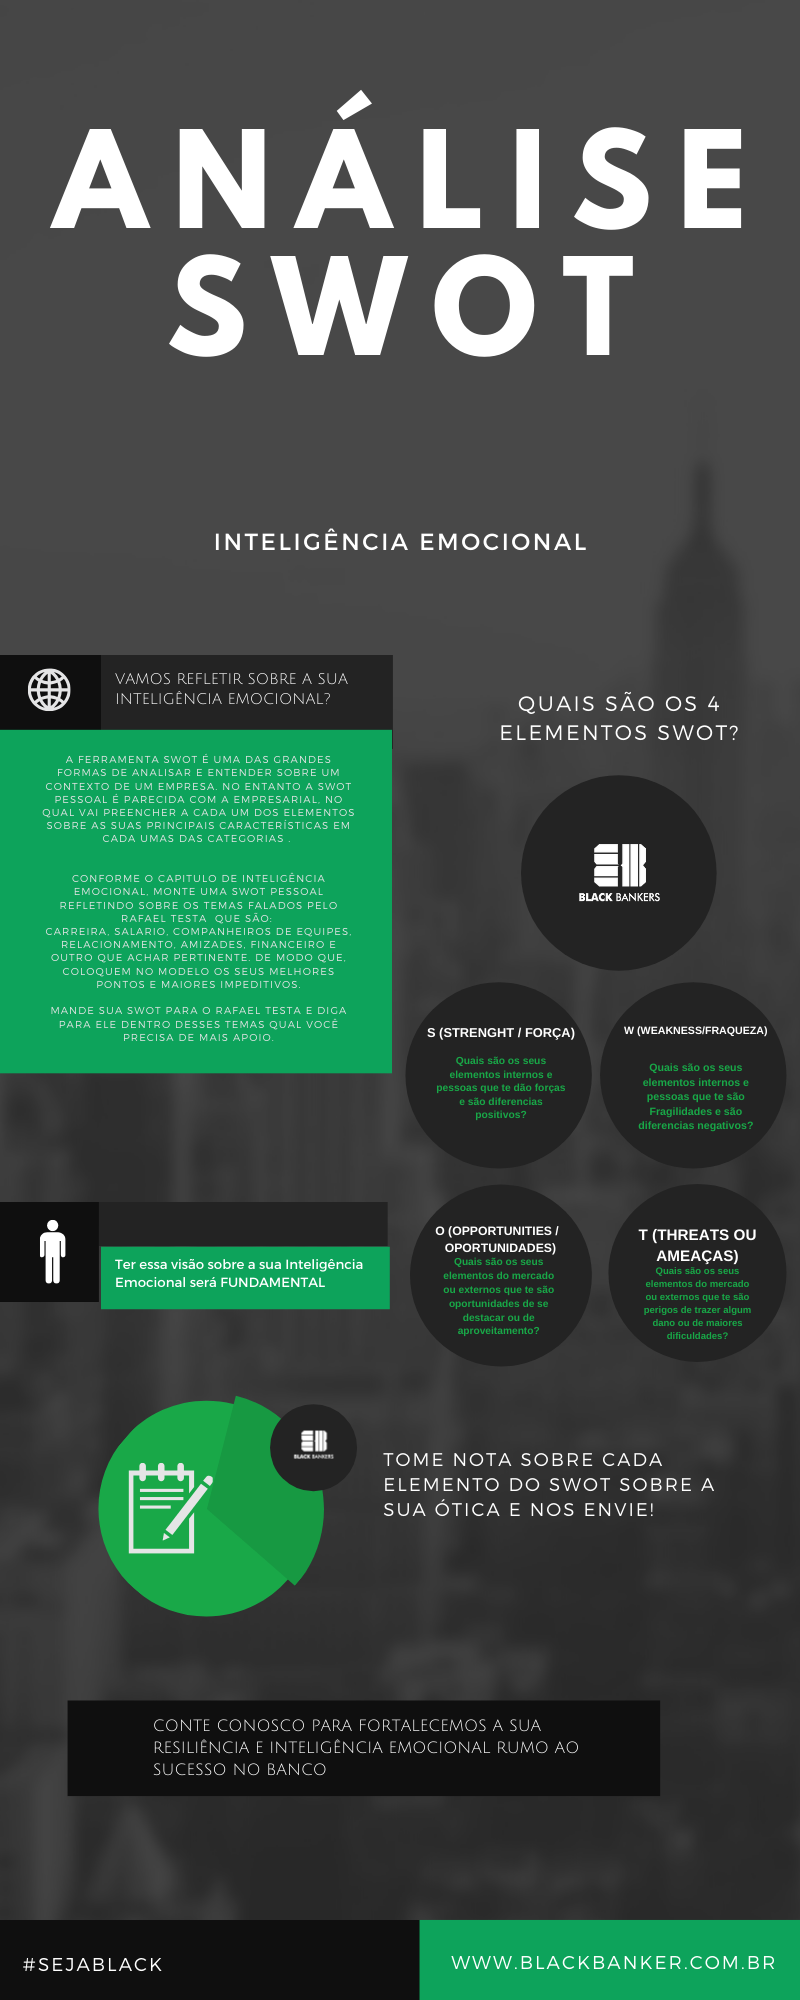 ANÁLISE
SWOT
INTELIGÊNCIA EMOCIONAL
VAMOS REFLETIR SOBRE A SUA
INTELIGÊNCIA EMOCIONAL?
A FERRAMENTA SWOT É UMA DAS GRANDES
FORMAS DE ANALISAR E ENTENDER SOBRE UM
CONTEXTO DE UM EMPRESA. NO ENTANTO A SWOT
PESSOAL É PARECIDA COM A EMPRESARIAL, NO
QUAL VAI PREENCHER A CADA UM DOS ELEMENTOS
SOBRE AS SUAS PRINCIPAIS CARACTERÍSTICAS EM
CADA UMAS DAS CATEGORIAS .
CONFORME O CAPITULO DE INTELIGÊNCIA
EMOCIONAL, MONTE UMA SWOT PESSOAL
REFLETINDO SOBRE OS TEMAS FALADOS PELO
RAFAEL TESTA  QUE SÃO:
CARREIRA, SALARIO, COMPANHEIROS DE EQUIPES,
RELACIONAMENTO, AMIZADES, FINANCEIRO E
OUTRO QUE ACHAR PERTINENTE. DE MODO QUE,
COLOQUEM NO MODELO OS SEUS MELHORES
PONTOS E MAIORES IMPEDITIVOS.
MANDE SUA SWOT PARA O RAFAEL TESTA E DIGA
PARA ELE DENTRO DESSES TEMAS QUAL VOCÊ
PRECISA DE MAIS APOIO.
QUAIS SÃO OS 4
ELEMENTOS SWOT?
BLACK BANKERS
S (STRENGHT / FORÇA)
Quais são os seus
elementos internos e
pessoas que te dão forças
e são diferencias
positivos?
W (WEAKNESS/FRAQUEZA)
Quais são os seus
elementos internos e
pessoas que te são
Fragilidades e são
diferencias negativos?
O (OPPORTUNITIES /
OPORTUNIDADES)
Quais são os seus
elementos do mercado
ou externos que te são
oportunidades de se
destacar ou de
aproveitamento?
T (THREATS OU
AMEAÇAS)
Quais são os seus
elementos do mercado
ou externos que te são
perigos de trazer algum
dano ou de maiores
dificuldades?
Ter essa visão sobre a sua Inteligência
Emocional será FUNDAMENTAL
BLACK BANKERS
TOME NOTA SOBRE CADA
ELEMENTO DO SWOT SOBRE A
SUA ÓTICA E NOS ENVIE!
CONTE CONOSCO PARA FORTALECEMOS A SUA
RESILIÊNCIA E INTELIGÊNCIA EMOCIONAL RUMO AO
SUCESSO NO BANCO
#SEJABLACK
WWW.BLACKBANKER.COM.BR